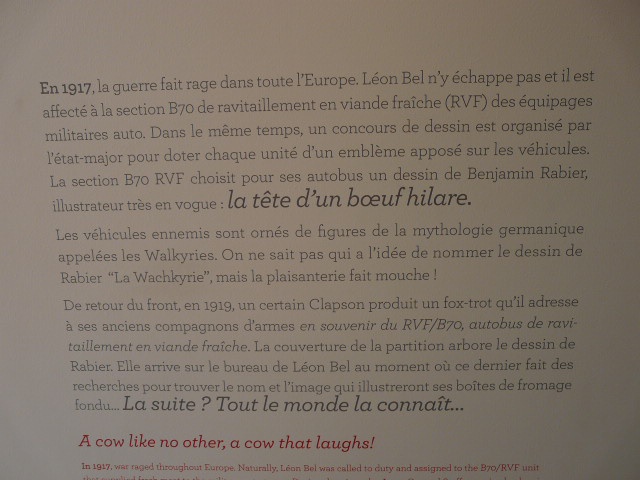 En 1917, la guerre fait rage dans toute l'Europe. Léon Bel n'y échappe pas et il est
affecté à la section B70 de ravitaillement en viande fraîche (RVF) des équipages
militaires auto. Dans le même temps, un concours de dessin est organisé par
l'état-major pour doter chaque unité d'un emblème apposé sur les véhicules.
La section B70 RVF choisit pour ses autobus un dessin de Benjamin Rabier,
illustrateur très en vogue : la tête d'un bœuf hilare.
Les véhicules ennemis sont ornés de figures de la mythologie germanique
appelées les Walkyries. On ne sait pas qui a l'idée de nommer le dessin de
Rabier "La Wachkyrie", mais la plaisanterie fait mouche !
De retour du front, en 1919, un certain Clapson produit un fox-trot qu'il adresse
à ses anciens compagnons d'armes en souvenir du RVF/B70, autobus de ravi-
taillement en viande fraîche. La couverture de la partition arbore le dessin de
Rabier. Elle arrive sur le bureau de Léon Bel au moment où ce dernier fait des
recherches pour trouver le nom et l'image qui illustreront ses boîtes de fromage
fondu... La suite ? Tout le monde la connaît...
A cow like no other, a cow that laughs!
In 1917, war raged throughout Europe. Naturally, Léon Bel was called to duty and assigned to the B70/RVF unit